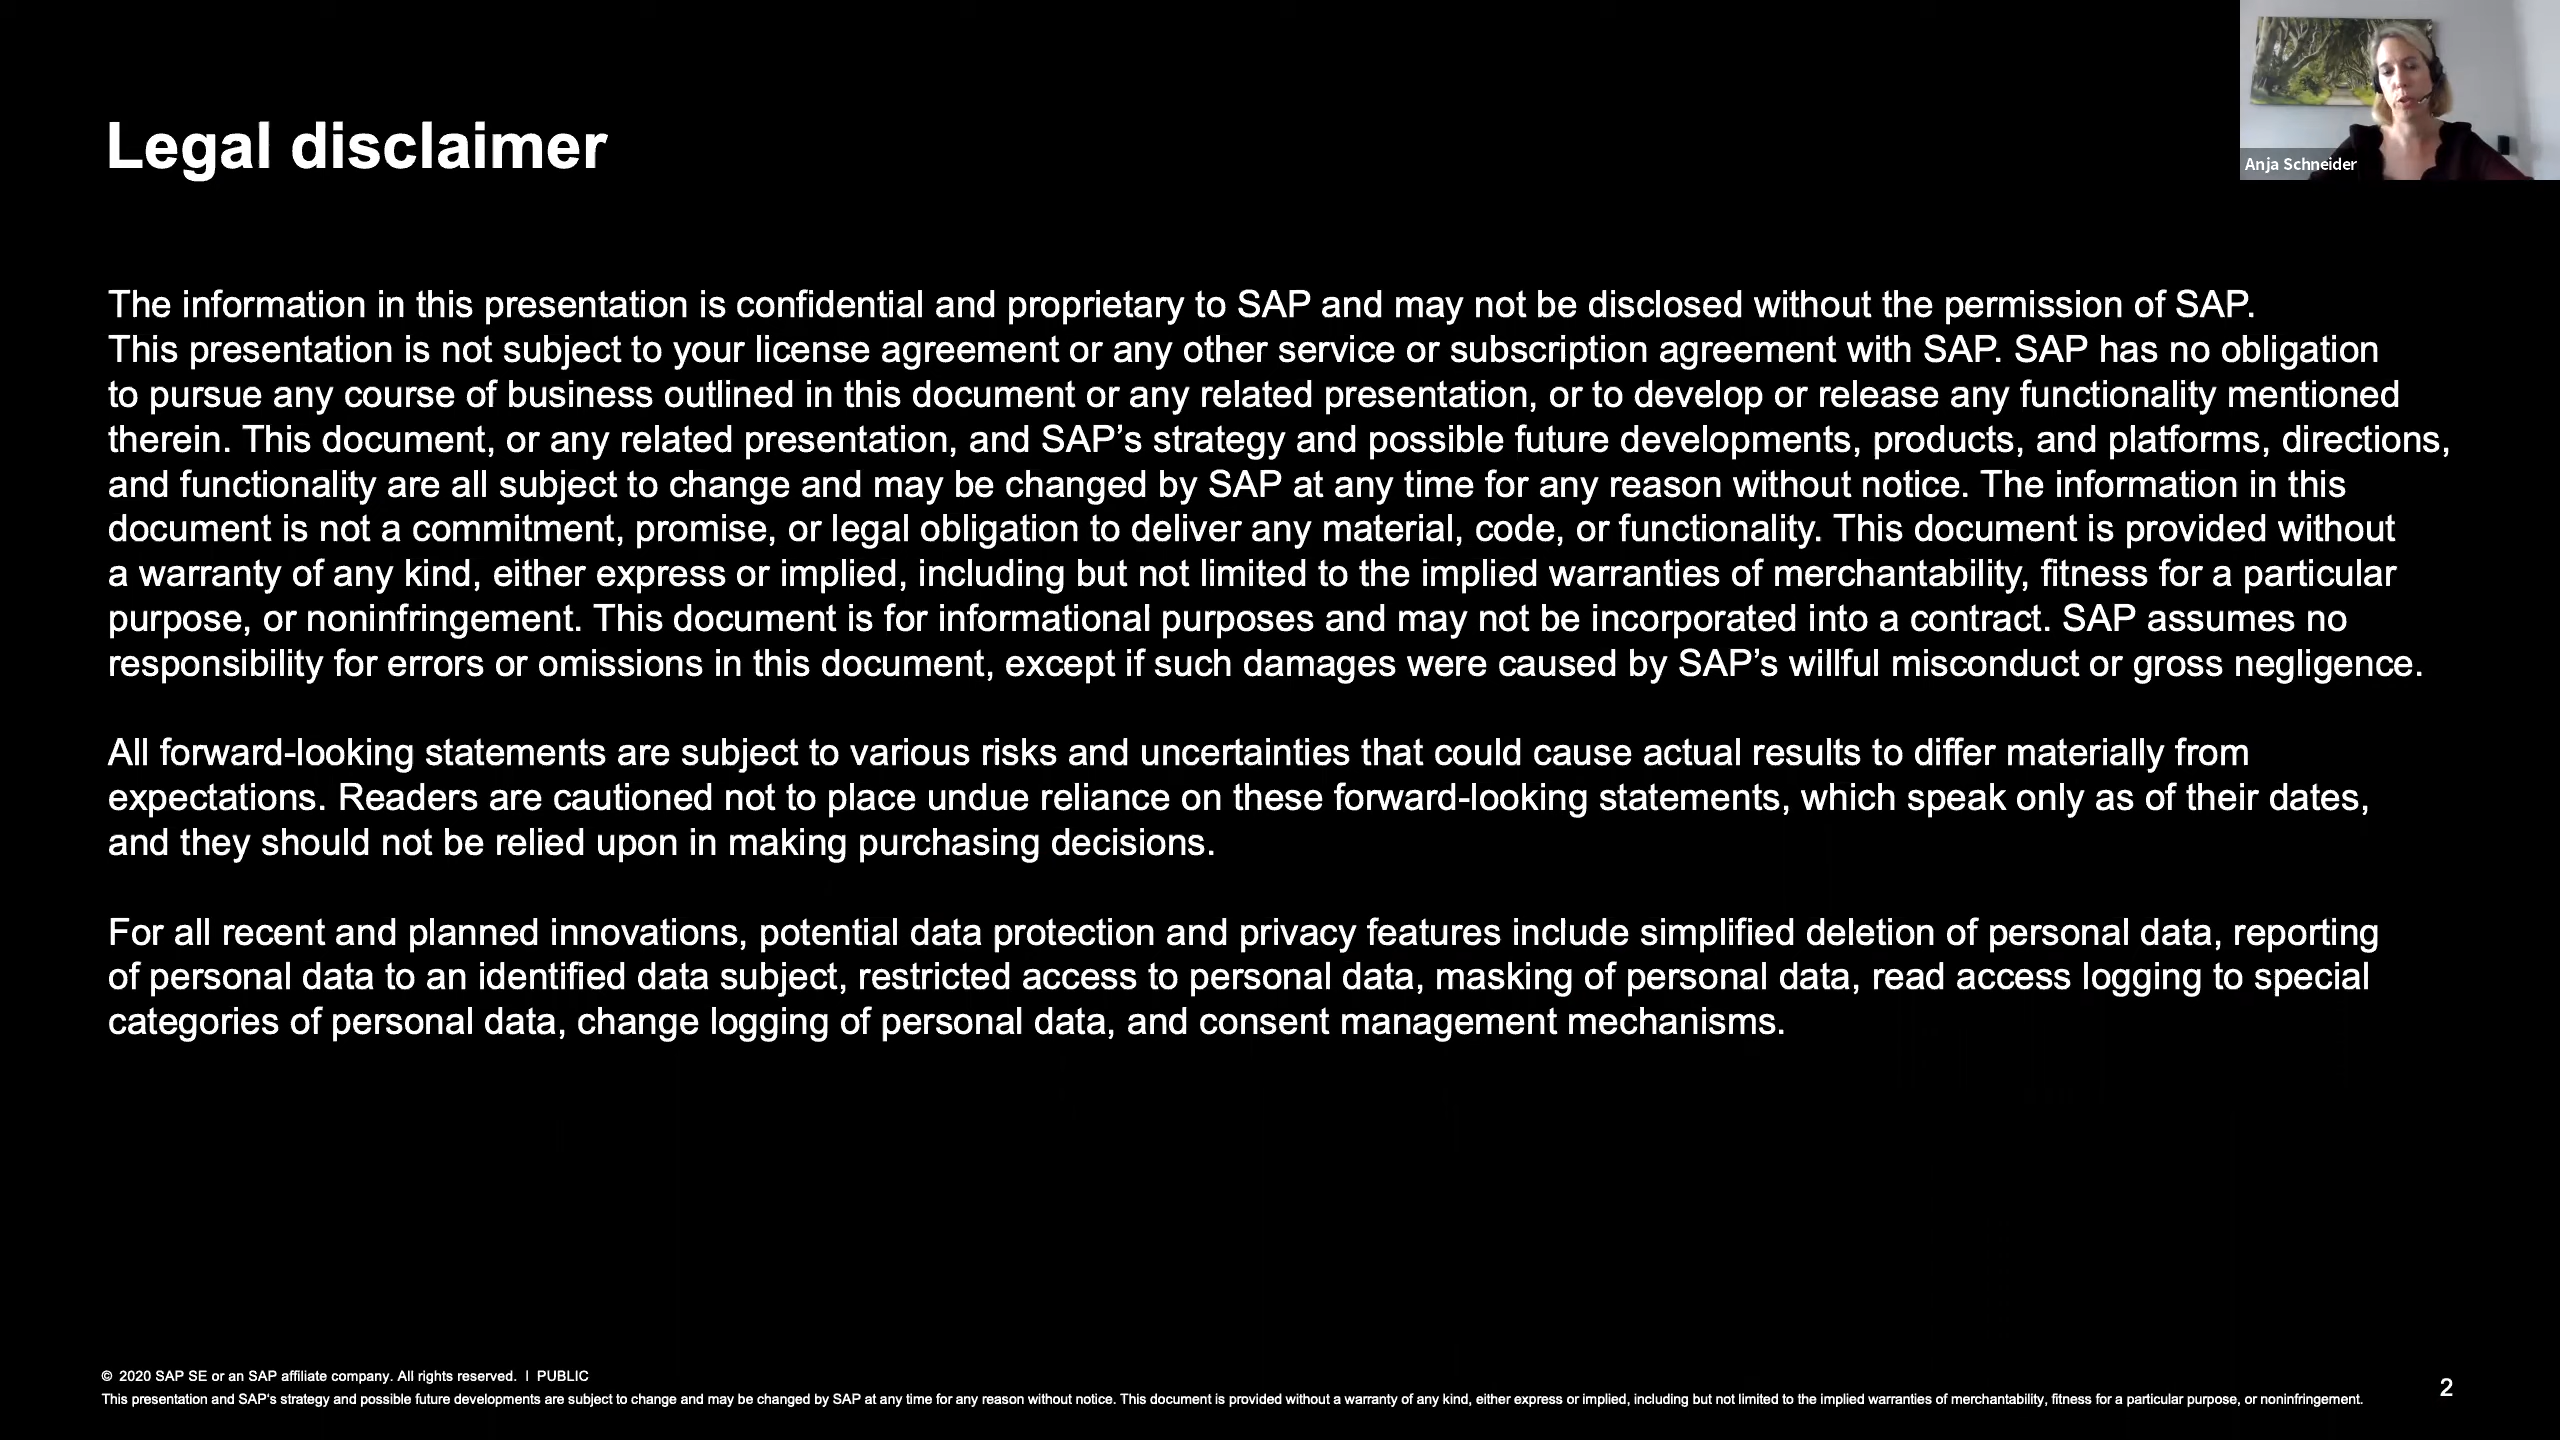 Legal disclaimer
Anja Schneider
The information in this presentation is confidential and proprietary to SAP and may not be disclosed without the permission of SAP.
This presentation is not subject to your license agreement or any other service or subscription agreement with SAP. SAP has no obligation
to pursue any course of business outlined in this document or any related presentation, or to develop or release any functionality mentioned
therein. This document, or any related presentation, and SAP’s strategy and possible future developments, products, and platforms, directions,
and functionality are all subject to change and may be changed by SAP at any time for any reason without notice. The information in this
document is not a commitment, promise, or legal obligation to deliver any material, code, or functionality. This document is provided without
a warranty of any kind, either express or implied, including but not limited to the implied warranties of merchantability, fitness for a particular
purpose, or noninfringement. This document is for informational purposes and may not be incorporated into a contract. SAP assumes no
responsibility for errors or omissions in this document, except if such damages were caused by SAP’s willful misconduct or gross negligence.
All forward-looking statements are subject to various risks and uncertainties that could cause actual results to differ materially from
expectations. Readers are cautioned not to place undue reliance on these forward-looking statements, which speak only as of their dates,
and they should not be relied upon in making purchasing decisions.
For all recent and planned innovations, potential data protection and privacy features include simplified deletion of personal data, reporting
of personal data to an identified data subject, restricted access to personal data, masking of personal data, read access logging to special
categories of personal data, change logging of personal data, and consent management mechanisms.
© 2020 SAP SE or an SAP affiliate company. All rights reserved. | PUBLIC
This presentation and SAP's strategy and possible future developments are subject to change and may be changed by SAP at any time for any reason without notice. This document is provided without a warranty of any kind, either express or implied, including but not limited to the implied warranties of merchantability, fitness for a particular purpose, or noninfringement.
2